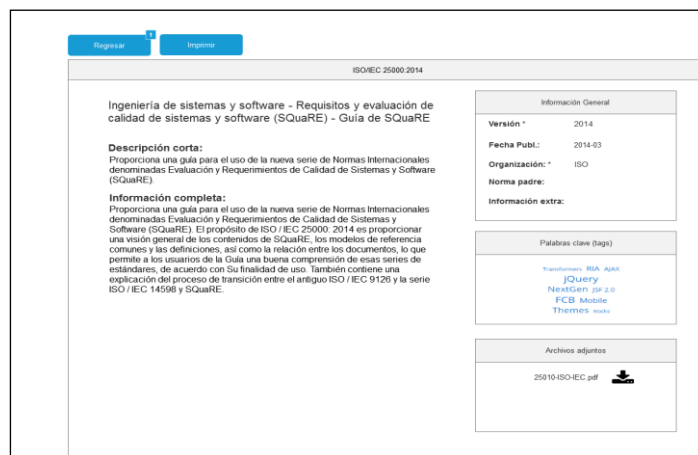 Regresar
1
Imprimir
ISO/IEC 25000:2014
Ingeniería de sistemas y software - Requisitos y evaluación de
calidad de sistemas y software (SQuaRE) - Guía de SQuaRE
Descripción corta:
Proporciona una guía para el uso de la nueva serie de Normas Internacionales
denominadas Evaluación y Requerimientos de Calidad de Sistemas y Software
(SQuaRE).
Información completa:
Proporciona una guía para el uso de la nueva serie de Normas Internacionales
denominadas Evaluación y Requerimientos de Calidad de Sistemas y
Software (SQuaRE). El propósito de ISO / IEC 25000: 2014 es proporcionar
una visión general de los contenidos de SQuaRE, los modelos de referencia
comunes y las definiciones, así como la relación entre los documentos, lo que
permite a los usuarios de la Guía una buena comprensión de esas series de
estándares, de acuerdo con Su finalidad de uso. También contiene una
explicación del proceso de transición entre el antiguo ISO / IEC 9126 y la serie
ISO / IEC 14598 y SQuaRE.
Información General
Versión * 2014
Fecha Publ.: 2014-03
Organización: * ISO
Norma padre:
Información extra:
Palabras clave (tags)
Transformers RIA AJAX
jQuery
NextGen JSF 2.0
FCB Mobile
Themes Rocks
Archivos adjuntos
25010-ISO-IEC.pdf